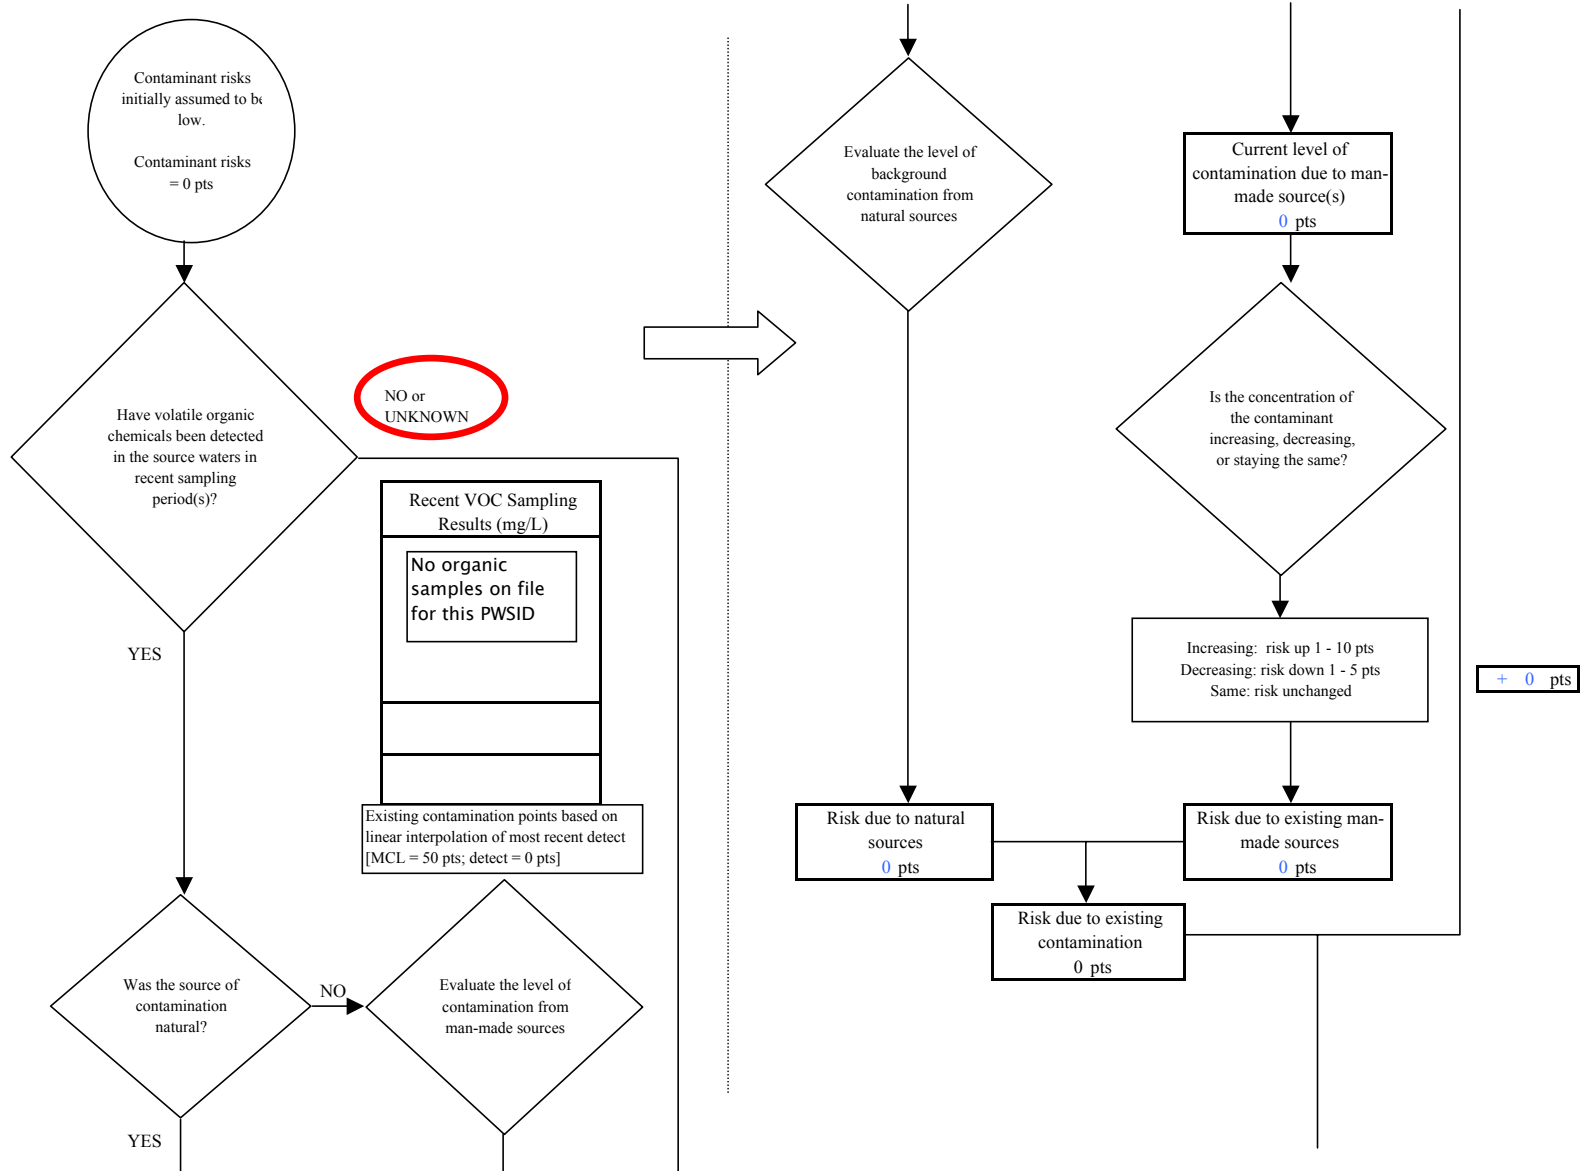 Contaminant risks
initially assumed to be
low.
Contaminant risks
= 0 pts
Have volatile organic
chemicals been detected
in the source waters in
recent sampling
period(s)?
NO or
UNKNOWN
YES
Recent VOC Sampling
Results (mg/L)
No organic
samples on file
for this PWSID
Existing contamination points based on
linear interpolation of most recent detect
[MCL = 50 pts; detect = 0 pts]
Was the source of
contamination
natural?
NO
Evaluate the level of
contamination from
man-made sources
YES
Evaluate the level of
background
contamination from
natural sources
Current level of
contamination due to man-
made source(s)
0 pts
Is the concentration of
the contaminant
increasing, decreasing,
or staying the same?
Increasing: risk up 1 - 10 pts
Decreasing: risk down 1 - 5 pts
Same: risk unchanged
+ 0 pts
Risk due to natural
sources
0 pts
Risk due to existing man-
made sources
0 pts
Risk due to existing
contamination
0 pts